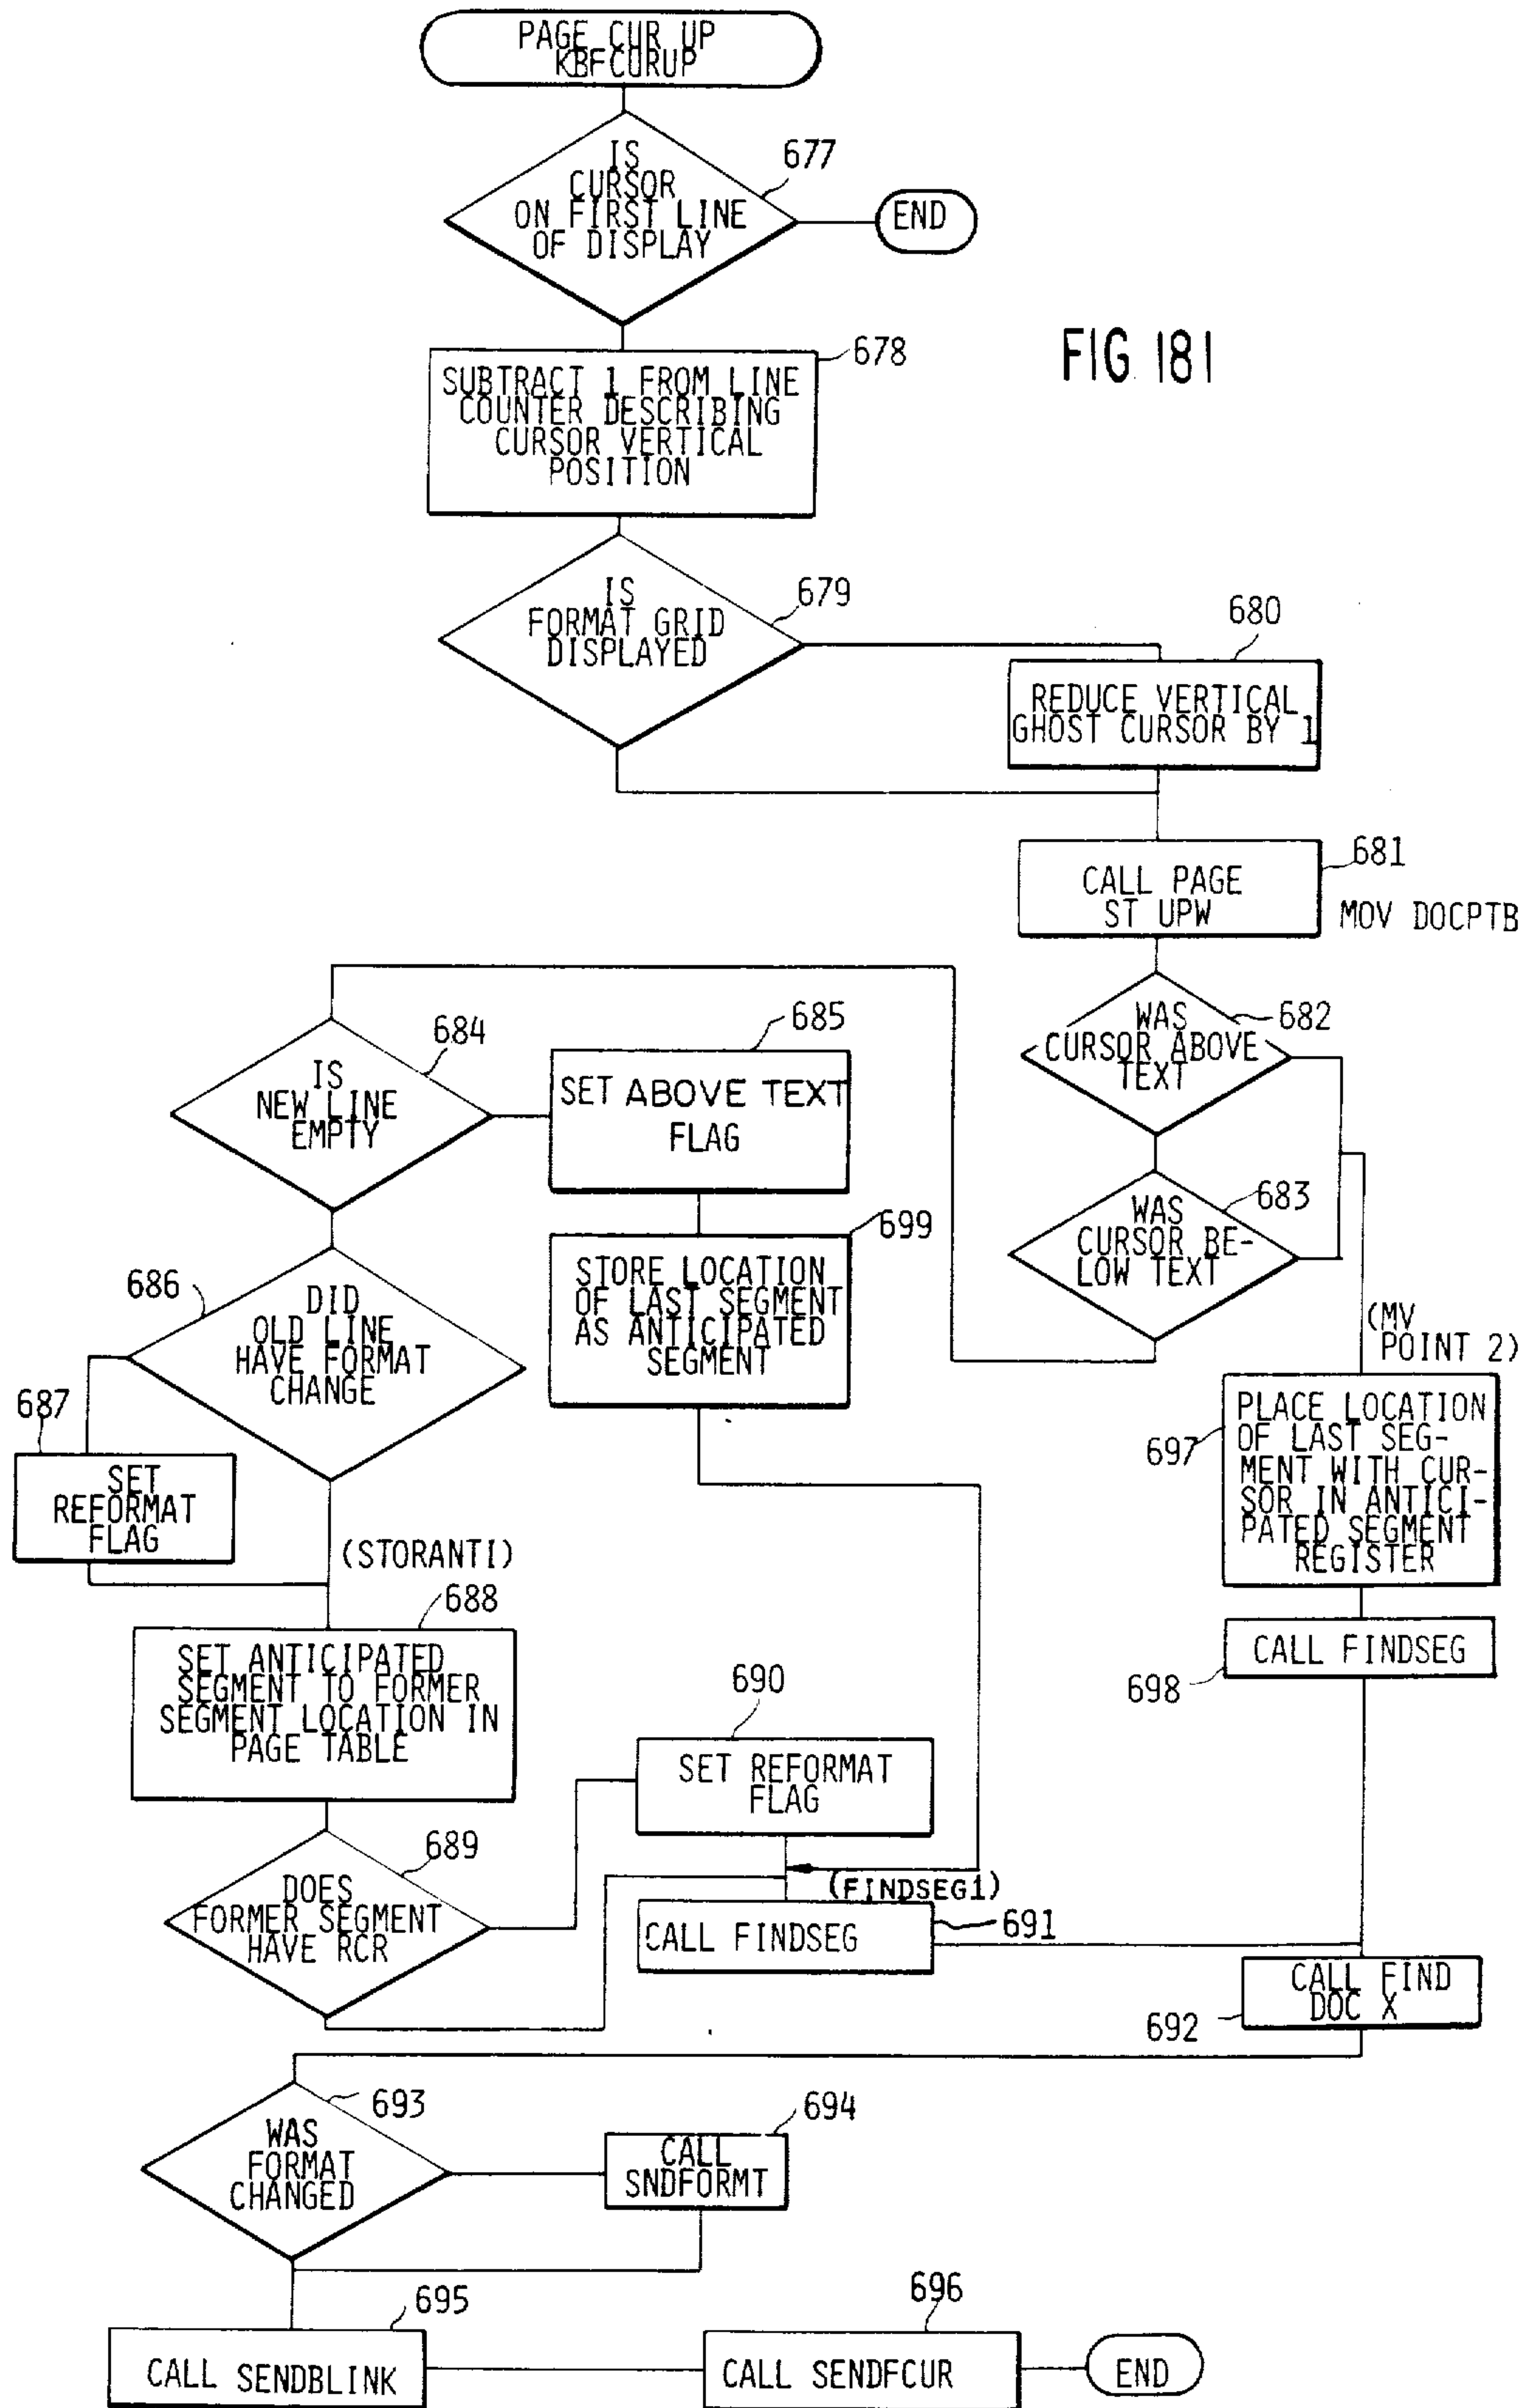 PAGE CUR UP
KBFCURUP
IS
CURSOR
ON FIRST LINE
OF DISPLAY
677
END
FIG 181
678
SUBTRACT 1 FROM LINE
COUNTER DESCRIBING
CURSOR VERTICAL
POSITION
679
IS
FORMAT GRID
DISPLAYED
680
REDUCE VERTICAL
GHOST CURSOR BY 1
681
CALL PAGE
ST UPW
MOV DOCPTB
682
WAS
CURSOR ABOVE
TEXT
683
WAS
CURSOR BE-
LOW TEXT
684
IS
NEW LINE
EMPTY
685
SET ABOVE TEXT
FLAG
699
STORE LOCATION
OF LAST SEGMENT
AS ANTICIPATED
SEGMENT
686
DID
OLD LINE
HAVE FORMAT
CHANGE
687
SET
REFORMAT
FLAG
(STORANTI)
688
SET ANTICIPATED
SEGMENT TO FORMER
SEGMENT LOCATION IN
PAGE TABLE
689
DOES
FORMER SEGMENT
HAVE RCR
690
SET REFORMAT
FLAG
(FINDSEG1)
CALL FINDSEG
691
(MV
POINT 2)
697
PLACE LOCATION
OF LAST SEG-
MENT WITH CUR-
SOR IN ANTICI-
PATED SEGMENT
REGISTER
CALL FINDSEG
698
CALL FIND
DOC X
692
693
WAS
FORMAT
CHANGED
694
CALL
SNDFORMT
695
CALL SENDBLINK
696
CALL SENDFCUR
END